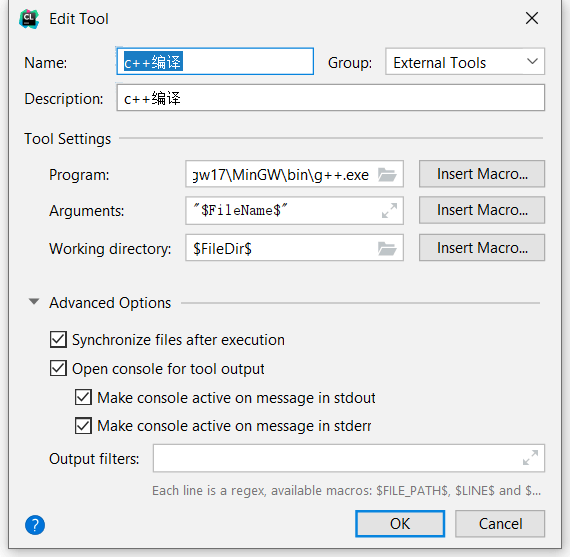 CL
Edit Tool
Name: c++编译 Group: External Tools
Description: c++编译
Tool Settings
Program: gw17\MinGW\bin\g++.exe Insert Macro...
Arguments: "$FileName$" Insert Macro...
Working directory: $FileDir$ Insert Macro...
Advanced Options
Synchronize files after execution
Open console for tool output
Make console active on message in stdout
Make console active on message in stderr
Output filters:
Each line is a regex, available macros: $FILE_PATH$, $LINE$ and $...
? OK Cancel